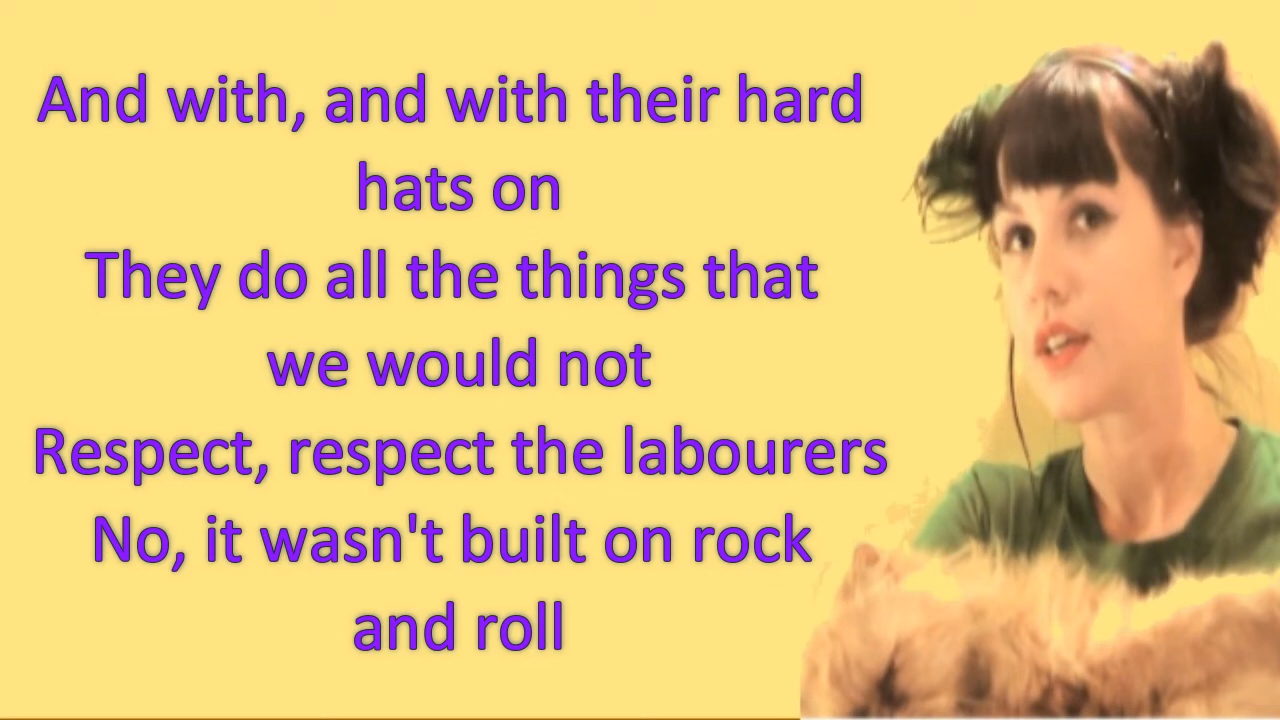 And with, and with their hard
hats on
They do all the things that
we would not
Respect, respect the labourers
No, it wasn't built on rock
and roll